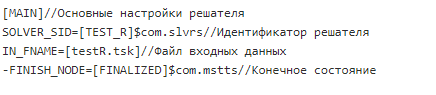 [MAIN]//Основные настройки решателя
SOLVER_SID=[TEST_R]$com.slvrs//Идентификатор решателя
IN_FNAME=[testR.tsk]//Файл входных данных
-FINISH_NODE=[FINALIZED]$com.mstts//Конечное состояние